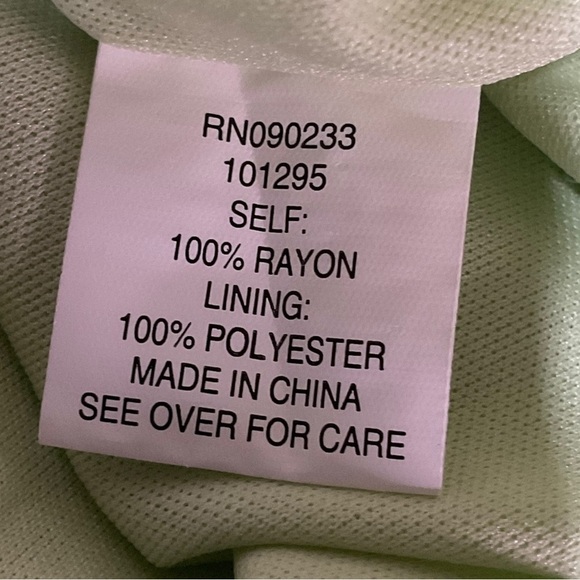 RN090233
101295
SELF:
100% RAYON
LINING:
100% POLYESTER
MADE IN CHINA
SEE OVER FOR CARE